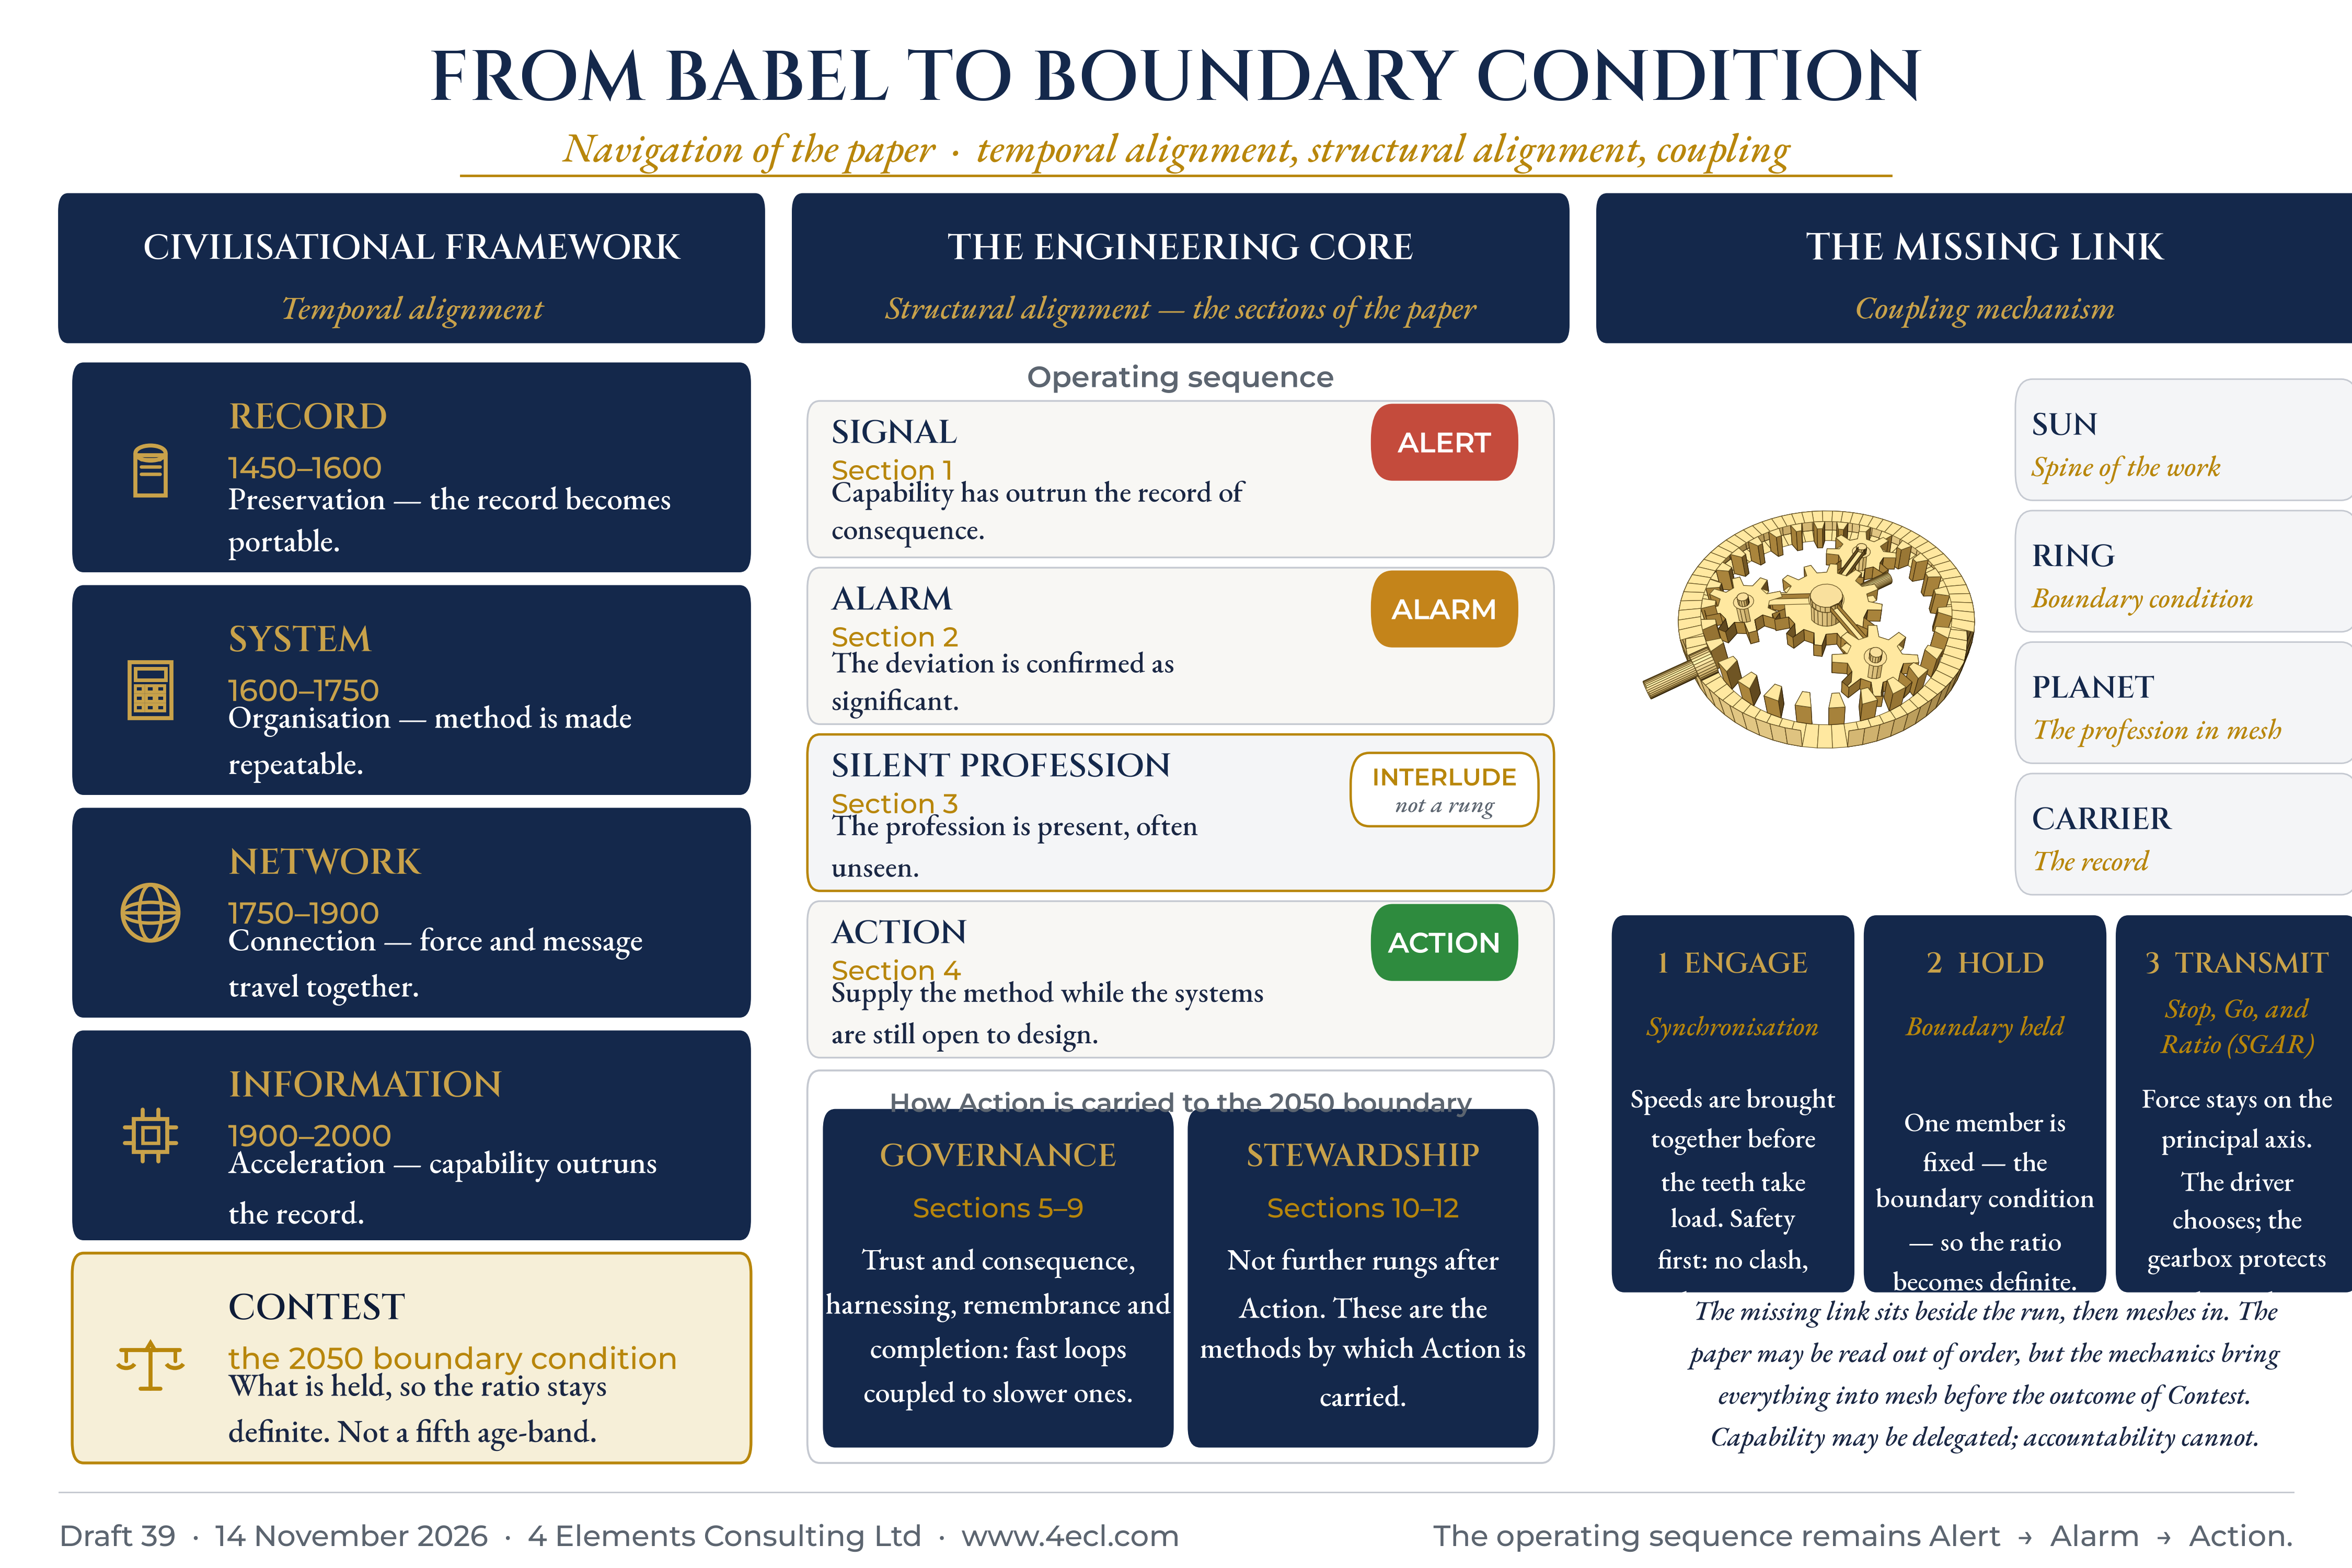 FROM BABEL TO BOUNDARY CONDITION
Navigation of the paper · temporal alignment, structural alignment, coupling
CIVILISATIONAL FRAMEWORK
Temporal alignment
RECORD
1450–1600
Preservation — the record becomes
portable.
SYSTEM
1600–1750
Organisation — method is made
repeatable.
NETWORK
1750–1900
Connection — force and message
travel together.
INFORMATION
1900–2000
Acceleration — capability outruns
the record.
CONTEST
the 2050 boundary condition
What is held, so the ratio stays
definite. Not a fifth age-band.
THE ENGINEERING CORE
Structural alignment — the sections of the paper
Operating sequence
SIGNAL
Section 1
Capability has outrun the record of
consequence.
ALERT
ALARM
Section 2
The deviation is confirmed as
significant.
ALARM
SILENT PROFESSION
Section 3
The profession is present, often
unseen.
INTERLUDE
not a rung
ACTION
Section 4
Supply the method while the systems
are still open to design.
ACTION
How Action is carried to the 2050 boundary
GOVERNANCE
Sections 5–9
Trust and consequence,
harnessing, remembrance and
completion: fast loops
coupled to slower ones.
STEWARDSHIP
Sections 10–12
Not further rungs after
Action. These are the
methods by which Action is
carried.
THE MISSING LINK
Coupling mechanism
SUN
Spine of the work
RING
Boundary condition
PLANET
The profession in mesh
CARRIER
The record
1 ENGAGE
Synchronisation
Speeds are brought
together before
the teeth take
load. Safety
first: no clash,
2 HOLD
Boundary held
One member is
fixed — the
boundary condition
— so the ratio
becomes definite.
3 TRANSMIT
Stop, Go, and
Ratio (SGAR)
Force stays on the
principal axis.
The driver
chooses; the
gearbox protects
The missing link sits beside the run, then meshes in. The
paper may be read out of order, but the mechanics bring
everything into mesh before the outcome of Contest.
Capability may be delegated; accountability cannot.
Draft 39 · 14 November 2026 · 4 Elements Consulting Ltd · www.4ecl.com
The operating sequence remains Alert → Alarm → Action.